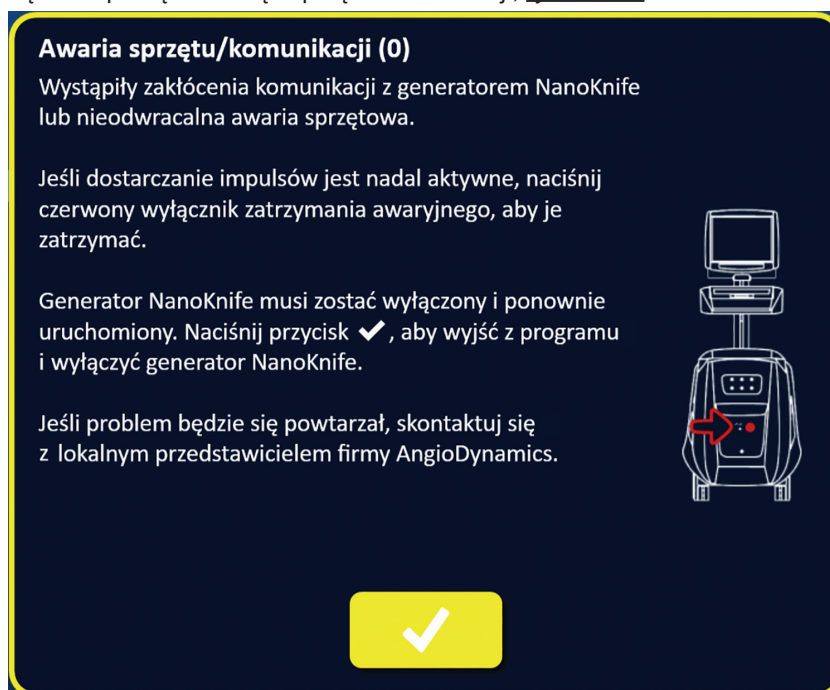 Awaria sprzętu/komunikacji (0)
Wystąpiły zakłócenia komunikacji z generatorem NanoKnife
lub nieodwracalna awaria sprzętowa.
Jeśli dostarczanie impulsów jest nadal aktywne, naciśnij
czerwony wyłącznik zatrzymania awaryjnego, aby je
zatrzymać.
Generator NanoKnife musi zostać wyłączony i ponownie
uruchomiony. Naciśnij przycisk ✔, aby wyjść z programu
i wyłączyć generator NanoKnife.
Jeśli problem będzie się powtarzał, skontaktuj się
z lokalnym przedstawicielem firmy AngioDynamics.